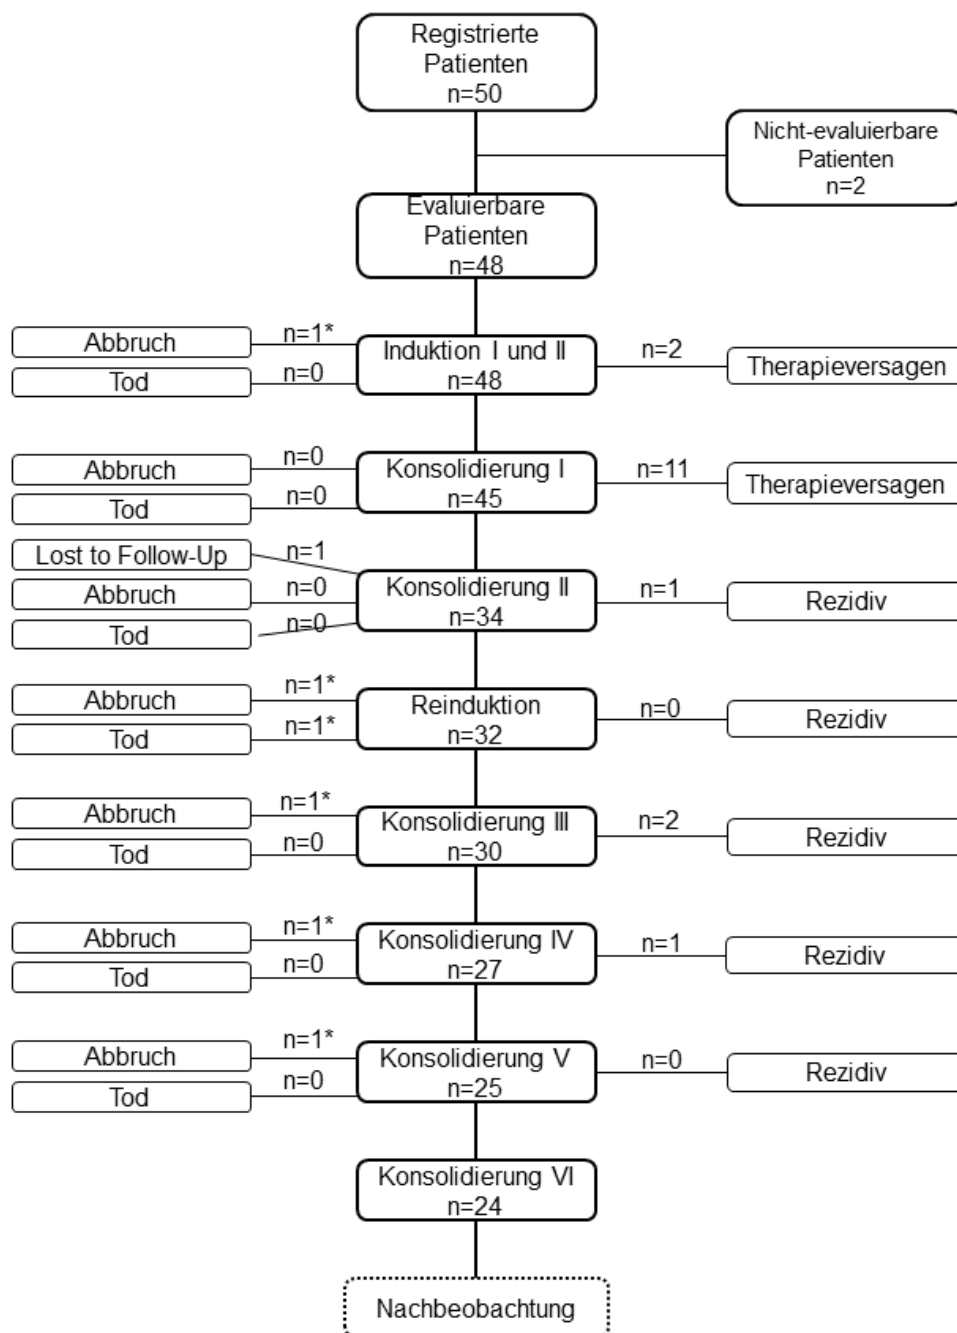 Registrierte
Patienten
n=50
Nicht-evaluierbare
Patienten
n=2
Evaluierbare
Patienten
n=48
Abbruch
n=1*
Tod
n=0
Induktion I und II
n=48
n=2
Therapieversagen
Abbruch
n=0
Tod
n=0
Konsolidierung I
n=45
n=11
Therapieversagen
Lost to Follow-Up
n=1
Abbruch
n=0
Tod
n=0
Konsolidierung II
n=34
n=1
Rezidiv
Abbruch
n=1*
Tod
n=1*
Reinduktion
n=32
n=0
Rezidiv
Abbruch
n=1*
Tod
n=0
Konsolidierung III
n=30
n=2
Rezidiv
Abbruch
n=1*
Tod
n=0
Konsolidierung IV
n=27
n=1
Rezidiv
Abbruch
n=1*
Tod
n=0
Konsolidierung V
n=25
n=0
Rezidiv
Konsolidierung VI
n=24
Nachbeobachtung